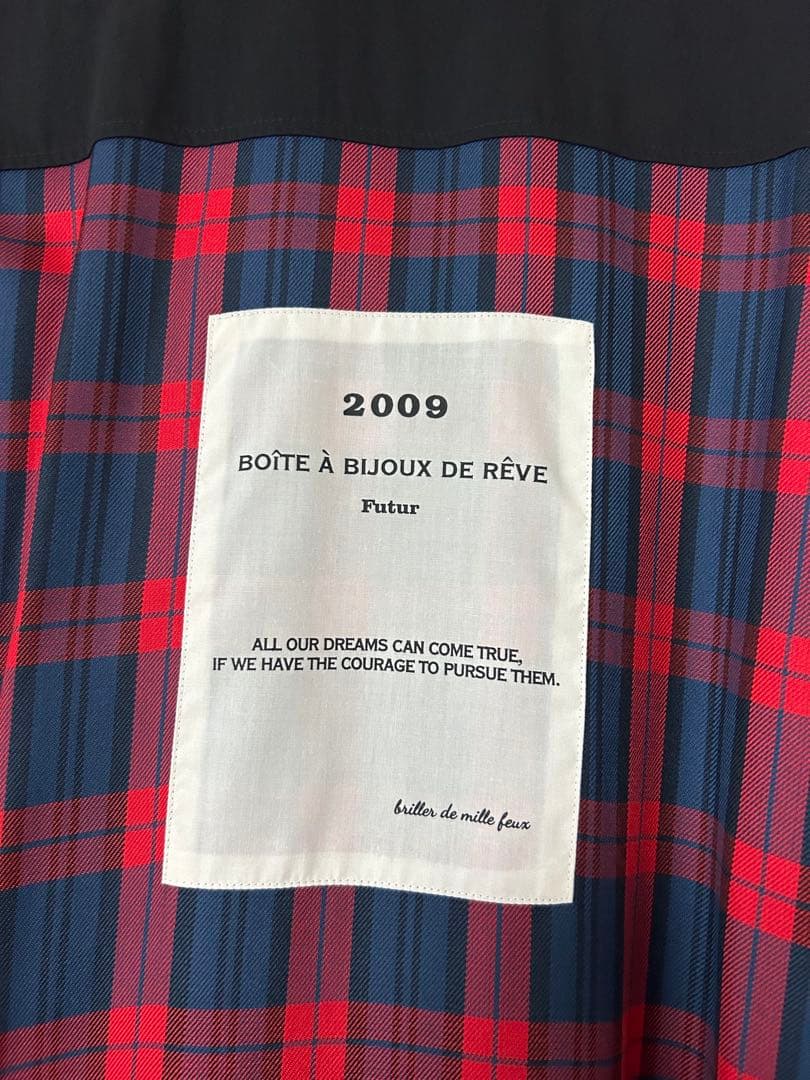 2009
BOîTE À BIJOUX DE RÊVE
Futur
ALL OUR DREAMS CAN COME TRUE,
IF WE HAVE THE COURAGE TO PURSUE THEM.
briller de mille feux